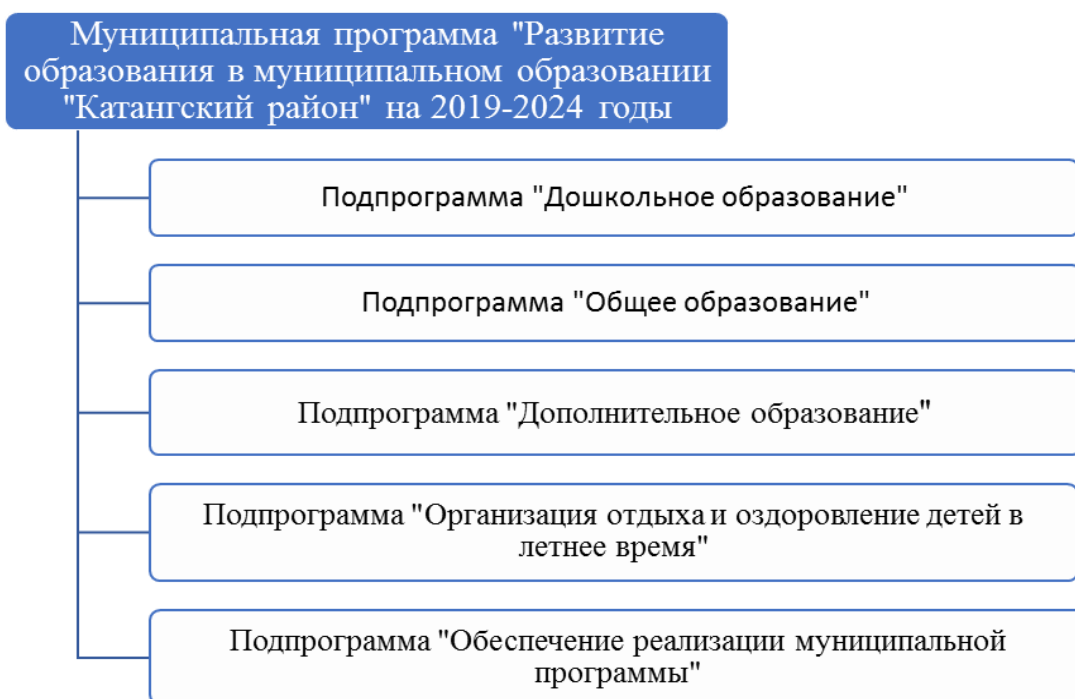 Муниципальная программа "Развитие
образования в муниципальном образовании
"Катангский район" на 2019-2024 годы
Подпрограмма "Дошкольное образование"
Подпрограмма "Общее образование"
Подпрограмма "Дополнительное образование"
Подпрограмма "Организация отдыха и оздоровление детей в
летнее время"
Подпрограмма "Обеспечение реализации муниципальной
программы"